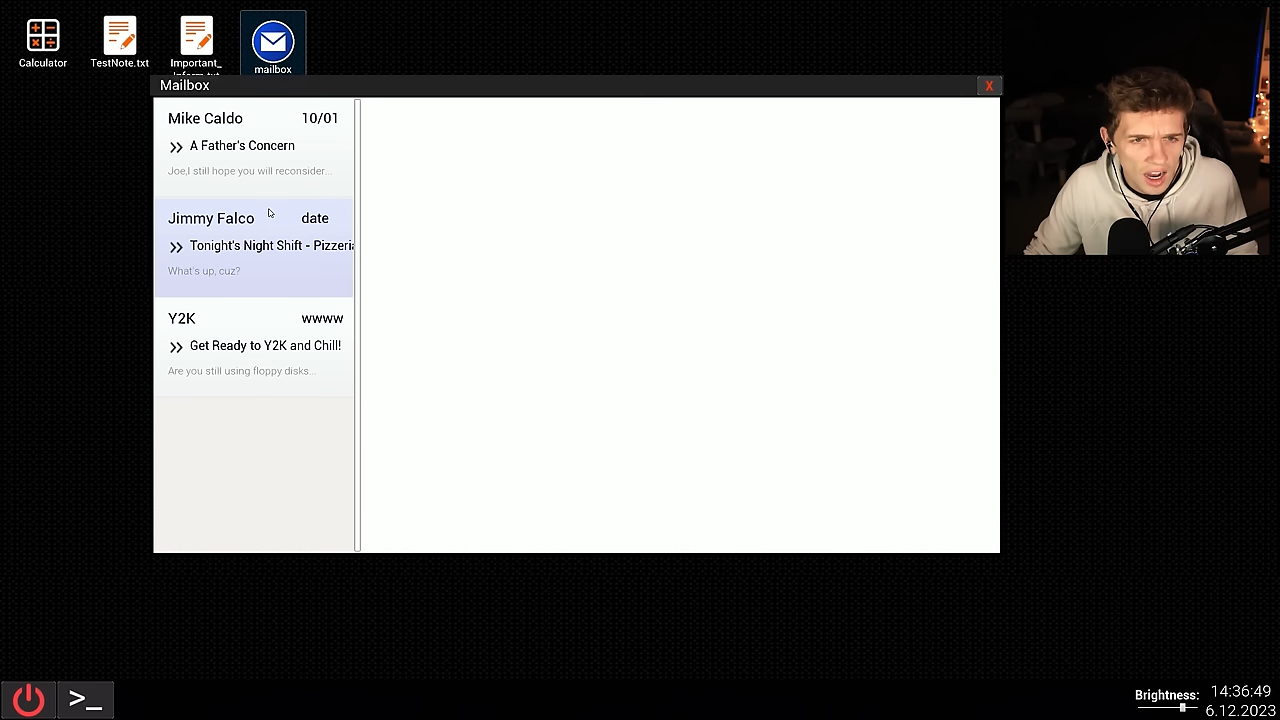 Calculator
TestNote.txt
Important_
mailbox
Mailbox
X
Mike Caldo 10/01
A Father's Concern
Joe,I still hope you will reconsider...
Jimmy Falco date
Tonight's Night Shift - Pizzeria
What's up, cuz?
Y2K wwww
Get Ready to Y2K and Chill!
Are you still using floppy disks...
>_
Brightness:
14:36:49
6.12.2023